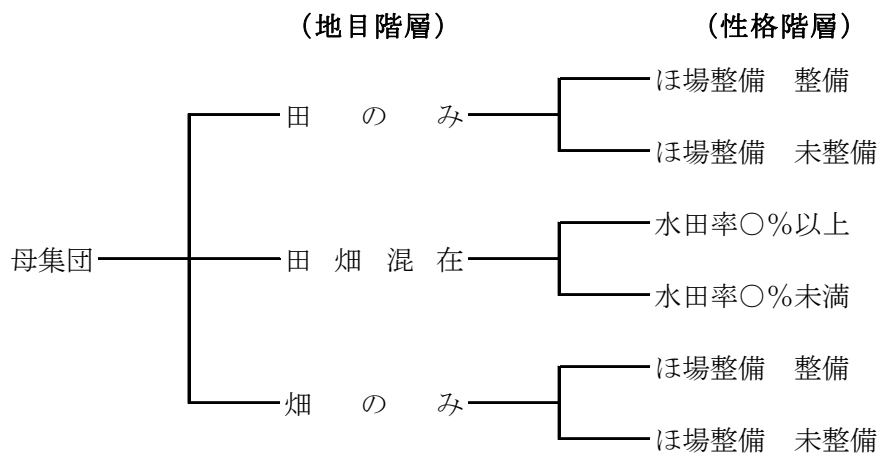 （地目階層） （性格階層）
ほ場整備　整備
田　の　み
ほ場整備　未整備
水田率○％以上
母集団 田　畑　混　在
水田率○％未満
ほ場整備　整備
畑　の　み
ほ場整備　未整備